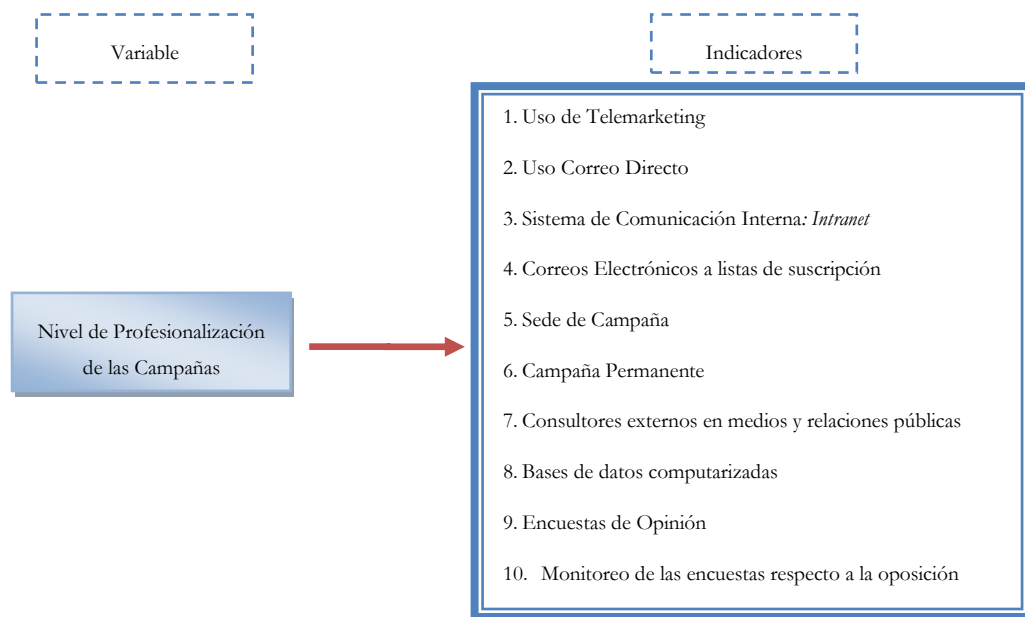 Variable
Indicadores
1. Uso de Telemarketing
2. Uso Correo Directo
3. Sistema de Comunicación Interna: Intranet
4. Correos Electrónicos a listas de suscripción
5. Sede de Campaña
6. Campaña Permanente
7. Consultores externos en medios y relaciones públicas
8. Bases de datos computarizadas
9. Encuestas de Opinión
10. Monitoreo de las encuestas respecto a la oposición
Nivel de Profesionalización
de las Campañas